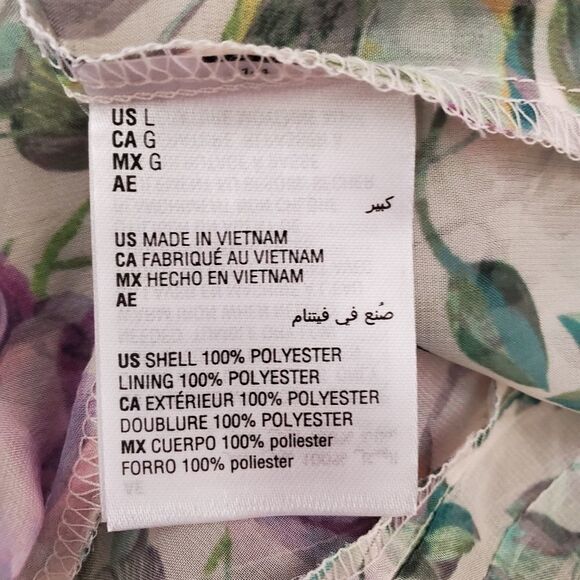 US L
CA G
MX G
AE
كبير
US MADE IN VIETNAM
CA FABRIQUÉ AU VIETNAM
MX HECHO EN VIETNAM
AE
صُنع في فيتنام
US SHELL 100% POLYESTER
LINING 100% POLYESTER
CA EXTÉRIEUR 100% POLYESTER
DOUBLURE 100% POLYESTER
MX CUERPO 100% poliester
FORRO 100% poliester